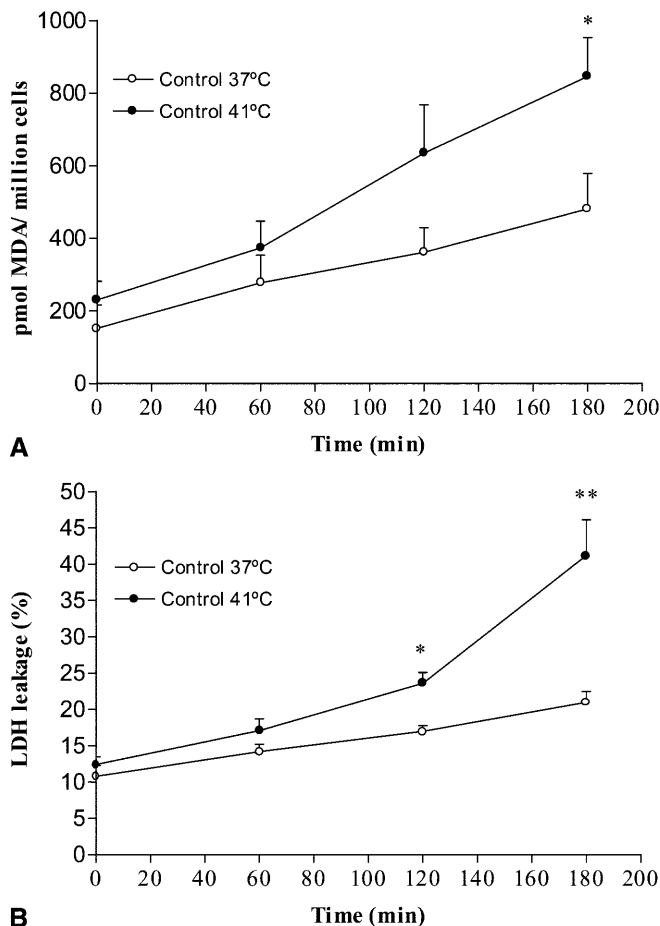 1000
*
Control 37ºC
800
Control 41ºC
600
400
200
0
pmol MDA/ million cells
0 20 40 60 80 100 120 140 160 180 200
Time (min)
A
50
**
45
40
Control 37ºC
35
Control 41ºC
30
*
25
20
15
10
5
0
LDH leakage (%)
0 20 40 60 80 100 120 140 160 180 200
Time (min)
B